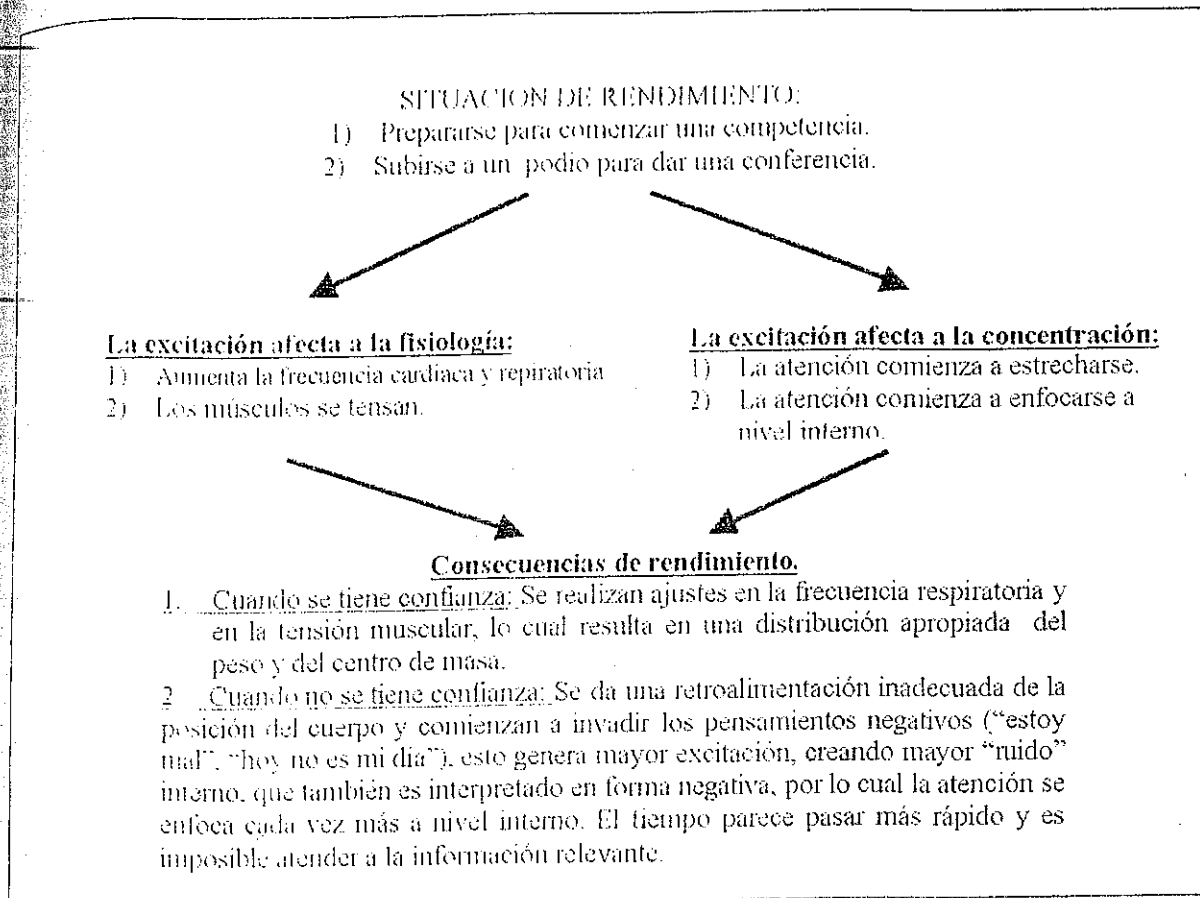 SITUACION DE RENDIMIENTO:
1) Prepararse para comenzar una competencia.
2) Subirse a un podio para dar una conferencia.
La excitación afecta a la fisiología:
1) Aumenta la frecuencia cardiaca y repiratoria
2) Los músculos se tensan.
La excitación afecta a la concentración:
1) La atención comienza a estrecharse.
2) La atención comienza a enfocarse a
nivel interno.
Consecuencias de rendimiento.
1. Cuando se tiene confianza: Se realizan ajustes en la frecuencia respiratoria y
en la tensión muscular, lo cual resulta en una distribución apropiada del
peso y del centro de masa.
2 Cuando no se tiene confianza: Se da una retroalimentación inadecuada de la
posición del cuerpo y comienzan a invadir los pensamientos negativos (“estoy
mal”, “hoy no es mi día”), esto genera mayor excitación, creando mayor “ruido”
interno, que también es interpretado en forma negativa, por lo cual la atención se
enfoca cada vez más a nivel interno. El tiempo parece pasar más rápido y es
imposible atender a la información relevante.